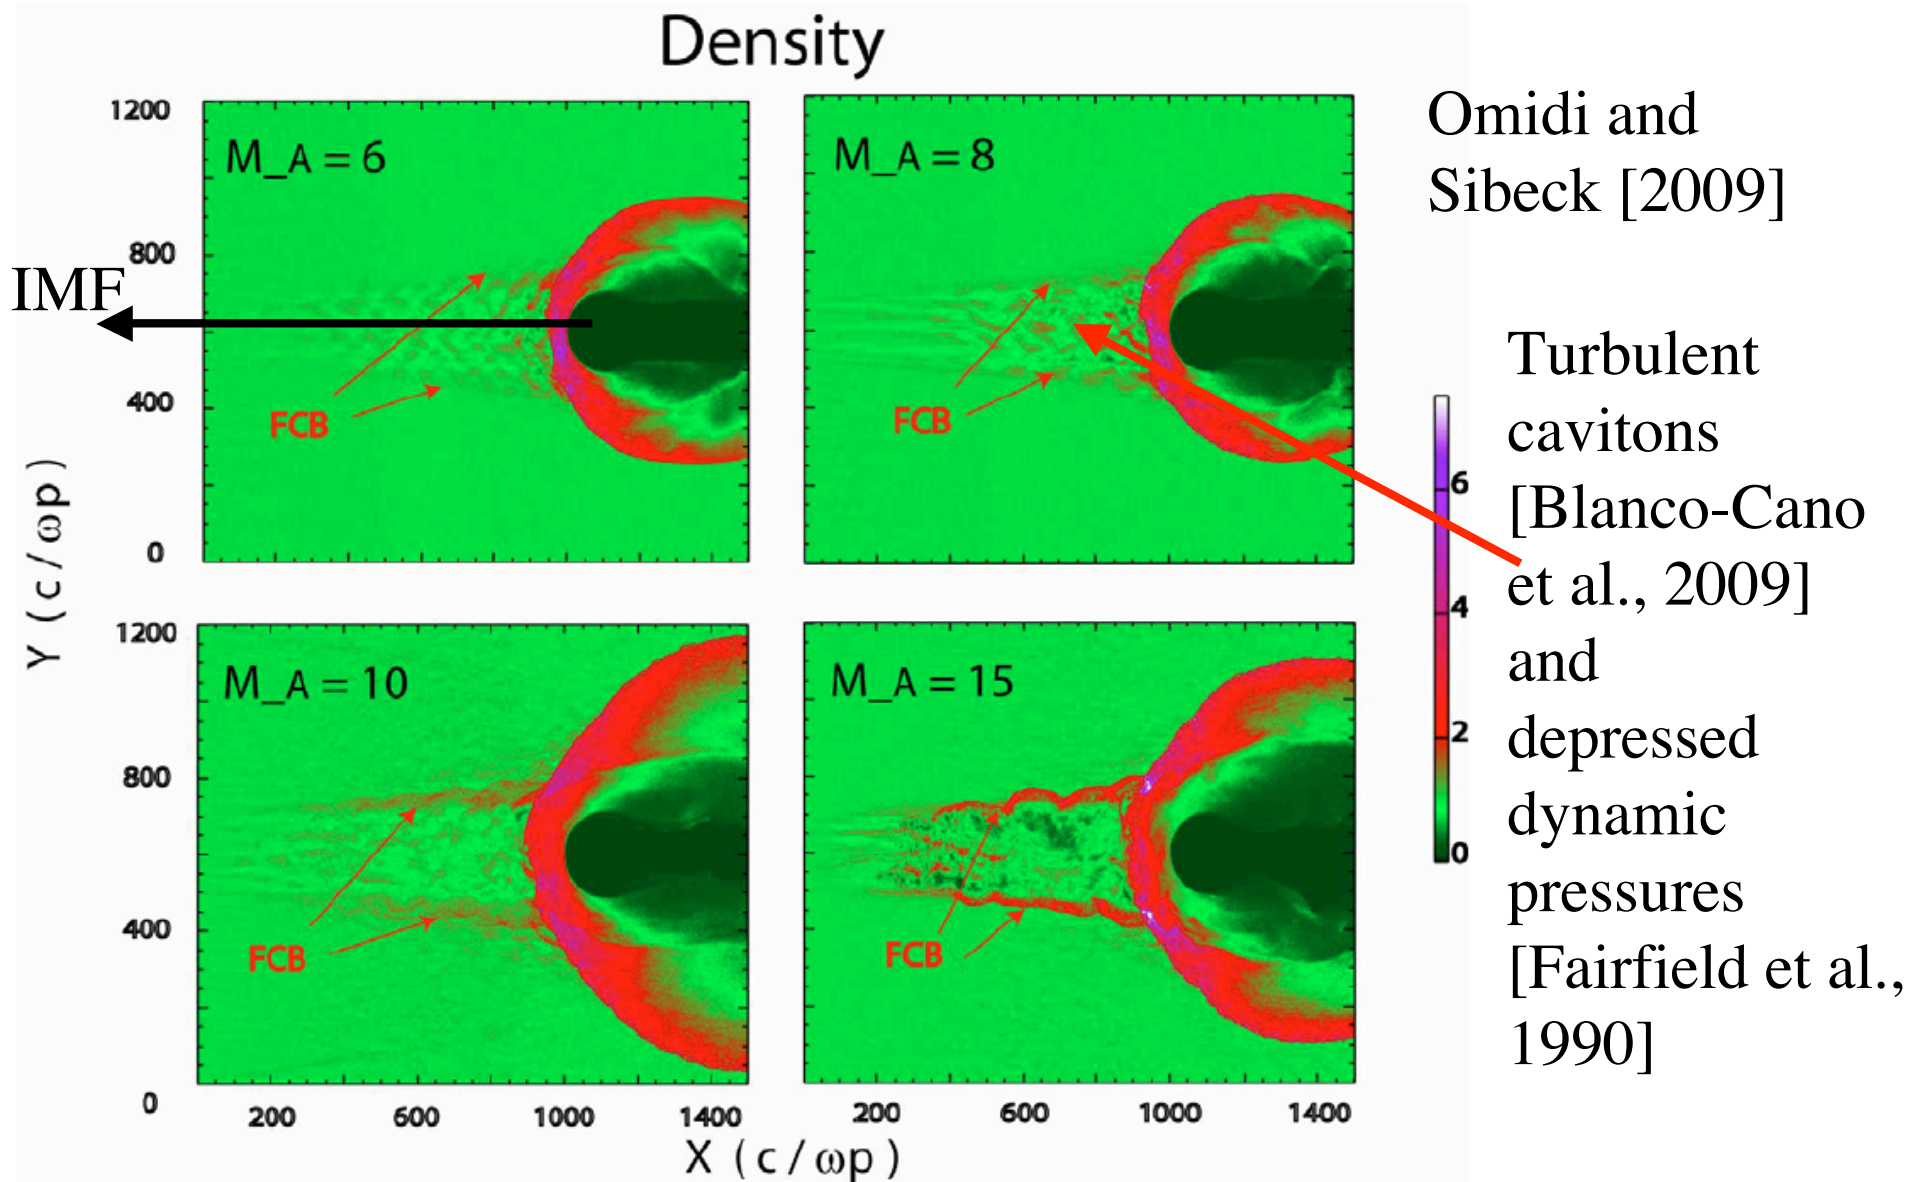 Density
1200
800
400
0
M_A = 6
FCB
M_A = 8
FCB
IMF
Y ( c / ωp )
1200
800
400
0
M_A = 10
FCB
M_A = 15
FCB
200 600 1000 1400
200 600 1000 1400
X ( c / ωp )
6
4
2
0
Omidi and
Sibeck [2009]
Turbulent
cavitons
[Blanco-Cano
et al., 2009]
and
depressed
dynamic
pressures
[Fairfield et al.,
1990]